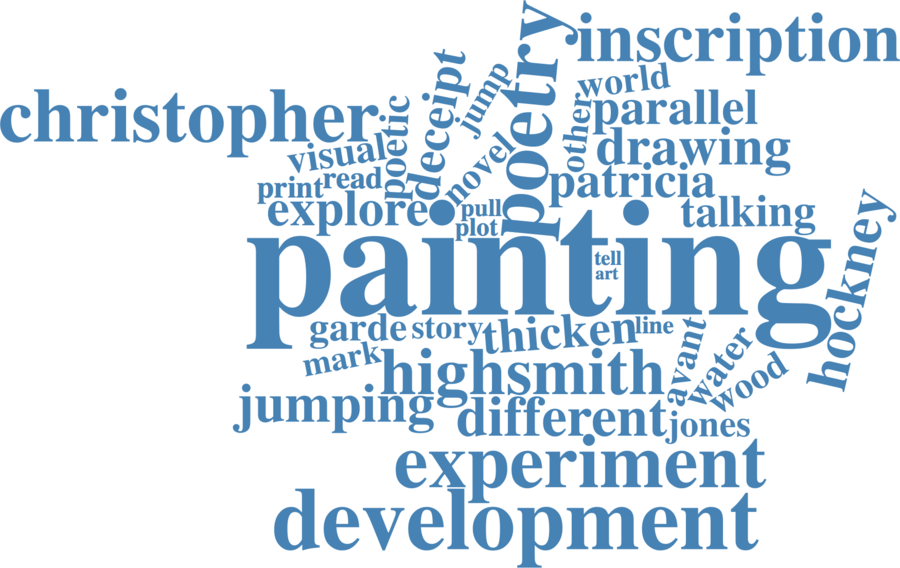 inscription
poetry
world
christopher
deceipt
jump
parallel
poetic
other
drawing
visual
novel
print
read
patricia
explore
pull
talking
plot
painting
tell
art
hockney
garde
story
thicken
line
avant
water
mark
highsmith
wood
jumping
different
jones
experiment
development